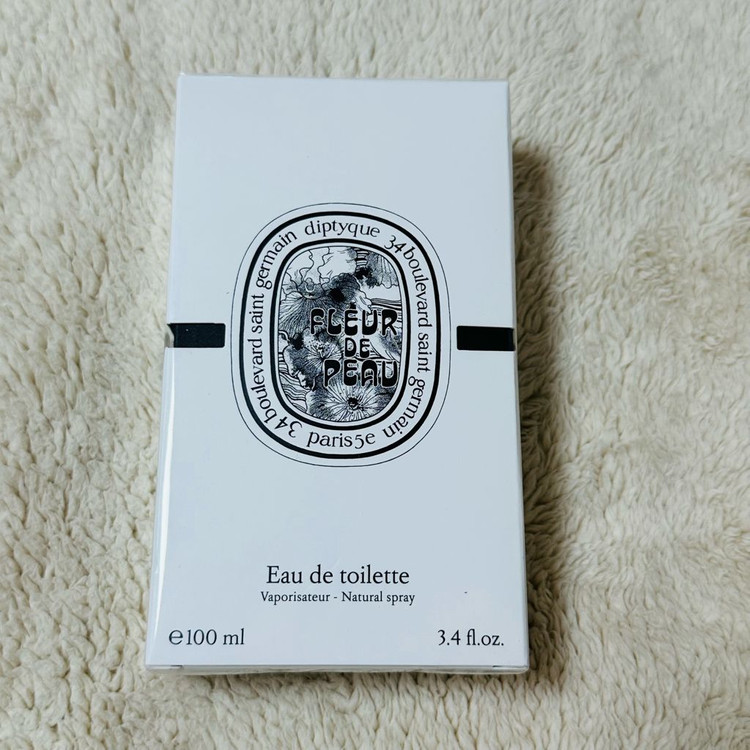 diptyque 34 boulevard saint germain paris5e 34 boulevard saint germain
FLEUR
DE
PEAU
Eau de toilette
Vaporisateur - Natural spray
℮100 ml
3.4 fl.oz.